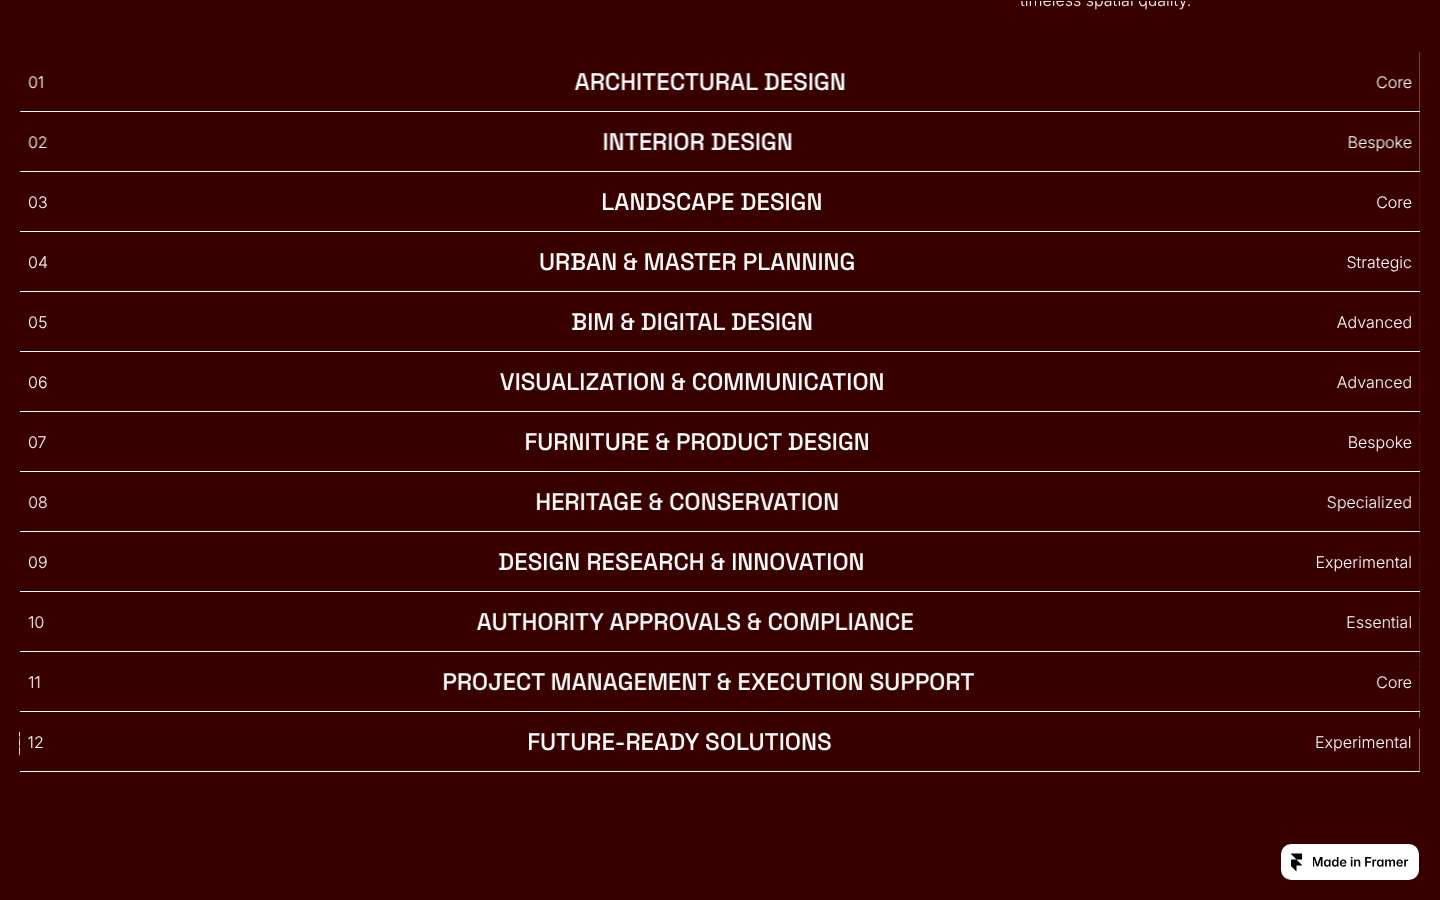 timeless spatial quality.
01 ARCHITECTURAL DESIGN Core
02 INTERIOR DESIGN Bespoke
03 LANDSCAPE DESIGN Core
04 URBAN & MASTER PLANNING Strategic
05 BIM & DIGITAL DESIGN Advanced
06 VISUALIZATION & COMMUNICATION Advanced
07 FURNITURE & PRODUCT DESIGN Bespoke
08 HERITAGE & CONSERVATION Specialized
09 DESIGN RESEARCH & INNOVATION Experimental
10 AUTHORITY APPROVALS & COMPLIANCE Essential
11 PROJECT MANAGEMENT & EXECUTION SUPPORT Core
12 FUTURE-READY SOLUTIONS Experimental
Made in Framer